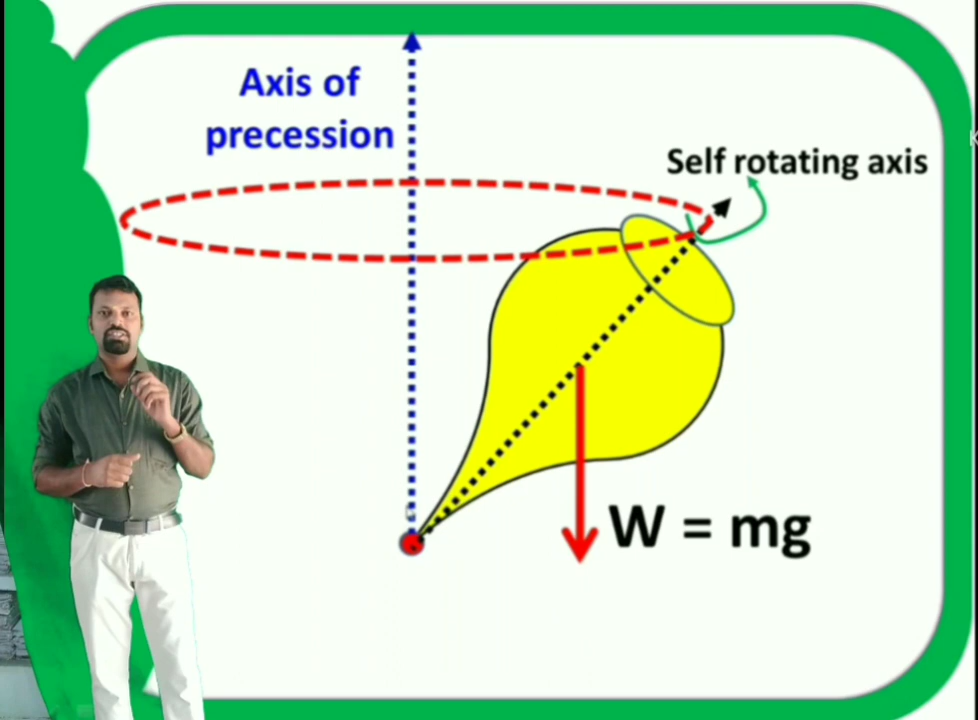 Axis of
precession
Self rotating axis
W = mg